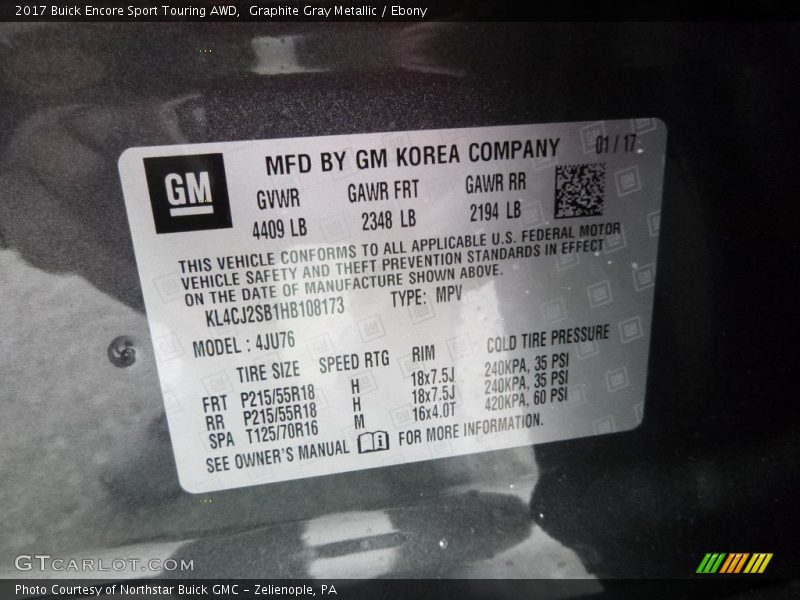 2017 Buick Encore Sport Touring AWD,  Graphite Gray Metallic / Ebony
GM
MFD BY GM KOREA COMPANY
01 / 17
GVWR GAWR FRT GAWR RR
4409 LB 2348 LB 2194 LB
THIS VEHICLE CONFORMS TO ALL APPLICABLE U.S. FEDERAL MOTOR
VEHICLE SAFETY AND THEFT PREVENTION STANDARDS IN EFFECT
ON THE DATE OF MANUFACTURE SHOWN ABOVE.
KL4CJ2SB1HB108173 TYPE: MPV
MODEL : 4JU76
TIRE SIZE SPEED RTG RIM COLD TIRE PRESSURE
FRT P215/55R18 H 18x7.5J 240KPA, 35 PSI
RR P215/55R18 H 18x7.5J 240KPA, 35 PSI
SPA T125/70R16 M 16x4.0T 420KPA, 60 PSI
SEE OWNER'S MANUAL FOR MORE INFORMATION.
GTCARLOT.COM
Photo Courtesy of Northstar Buick GMC - Zelienople, PA